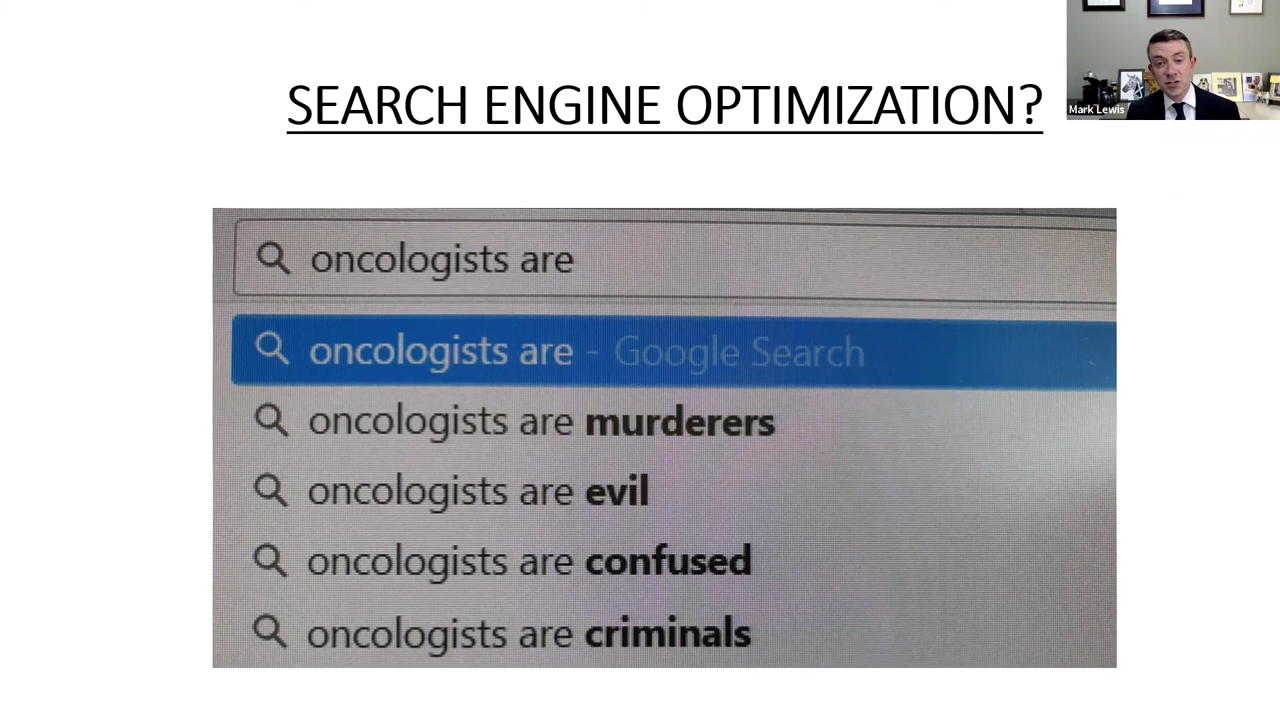 SEARCH ENGINE OPTIMIZATION?
Mark Lewis
oncologists are
oncologists are - Google Search
oncologists are murderers
oncologists are evil
oncologists are confused
oncologists are criminals